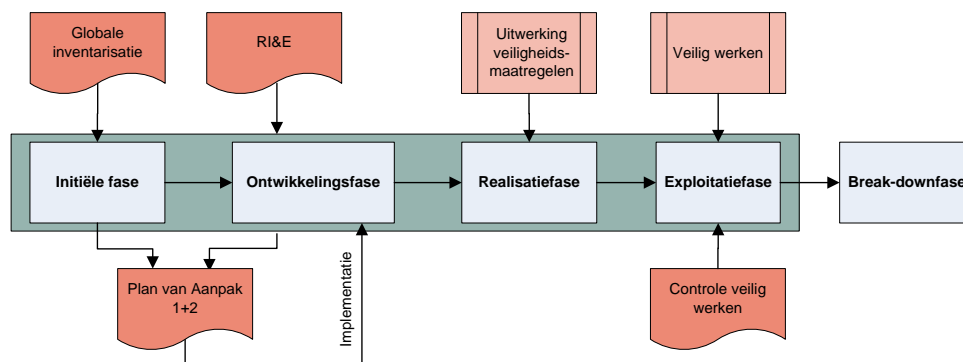 Globale
inventarisatie
RI&E
Uitwerking
veiligheids-
maatregelen
Veilig werken
Initiële fase
Ontwikkelingsfase
Realisatiefase
Exploitatiefase
Break-downfase
Plan van Aanpak
1+2
Implementatie
Controle veilig
werken